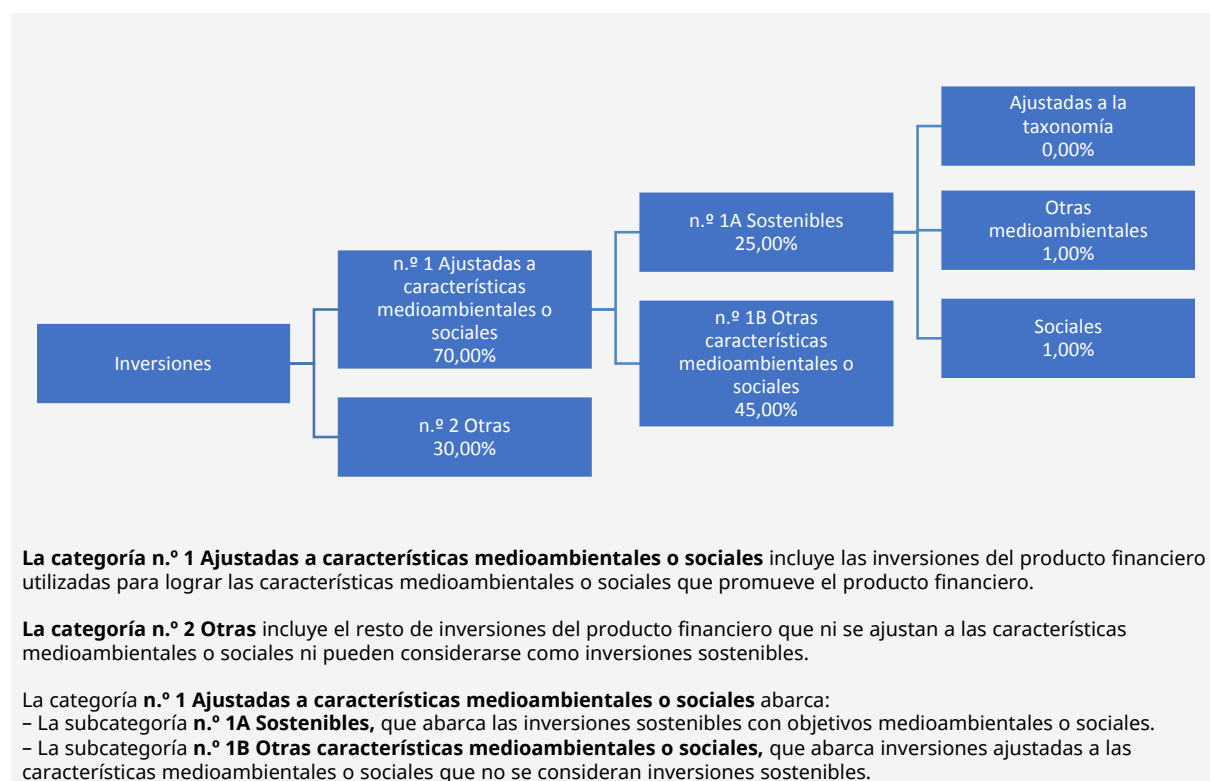 Inversiones
n.º 1 Ajustadas a
características
medioambientales o
sociales
70,00%
n.º 2 Otras
30,00%
n.º 1A Sostenibles
25,00%
n.º 1B Otras
características
medioambientales o
sociales
45,00%
Ajustadas a la
taxonomía
0,00%
Otras
medioambientales
1,00%
Sociales
1,00%
La categoría n.º 1 Ajustadas a características medioambientales o sociales incluye las inversiones del producto financiero
utilizadas para lograr las características medioambientales o sociales que promueve el producto financiero.
La categoría n.º 2 Otras incluye el resto de inversiones del producto financiero que ni se ajustan a las características
medioambientales o sociales ni pueden considerarse como inversiones sostenibles.
La categoría n.º 1 Ajustadas a características medioambientales o sociales abarca:
– La subcategoría n.º 1A Sostenibles, que abarca las inversiones sostenibles con objetivos medioambientales o sociales.
– La subcategoría n.º 1B Otras características medioambientales o sociales, que abarca inversiones ajustadas a las
características medioambientales o sociales que no se consideran inversiones sostenibles.